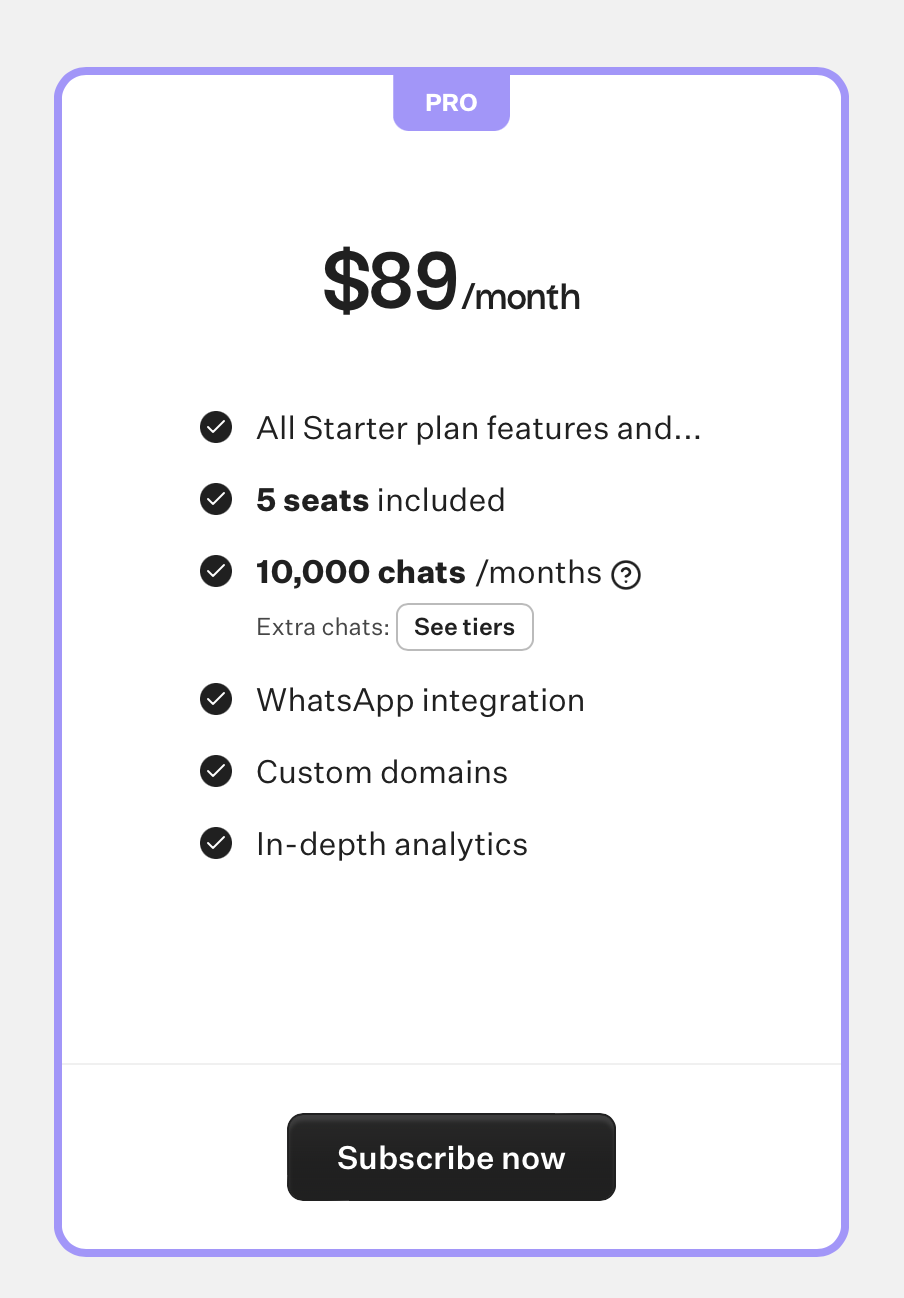 PRO
$89/month
All Starter plan features and...
5 seats included
10,000 chats /months ?
Extra chats: See tiers
WhatsApp integration
Custom domains
In-depth analytics
Subscribe now